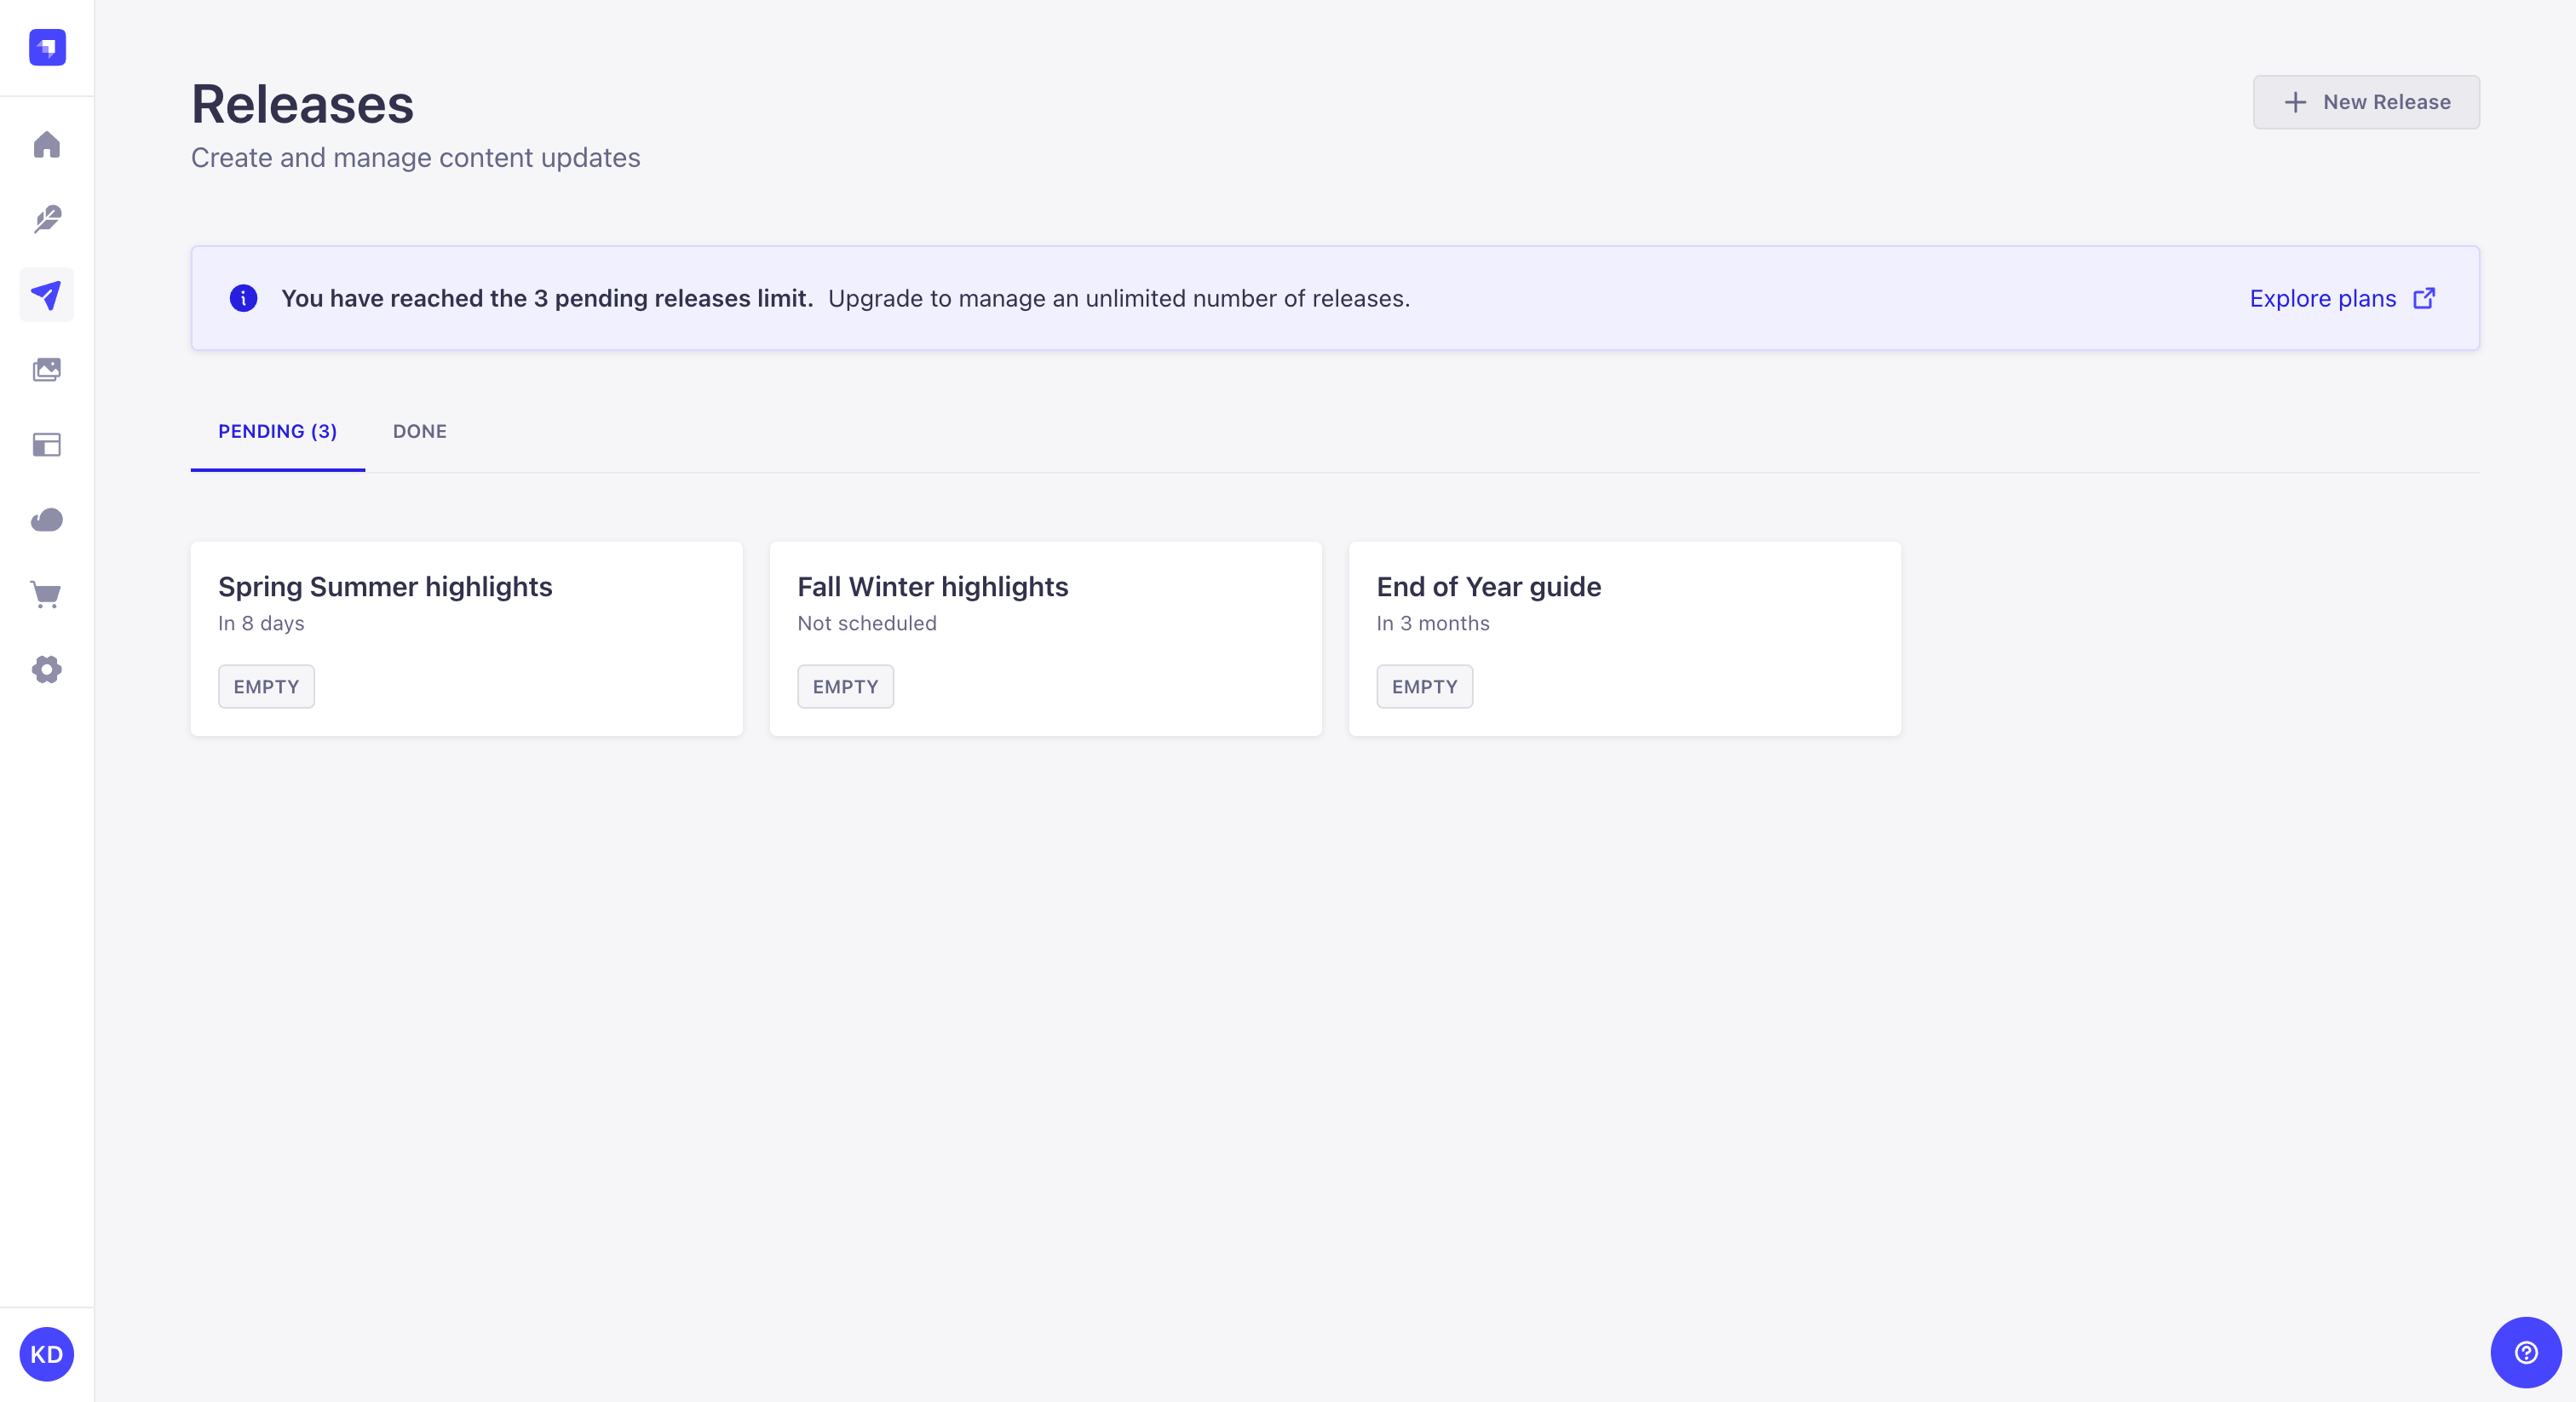 Releases
New Release
Create and manage content updates
You have reached the 3 pending releases limit. Upgrade to manage an unlimited number of releases.
Explore plans
PENDING (3)
DONE
Spring Summer highlights
In 8 days
EMPTY
Fall Winter highlights
Not scheduled
EMPTY
End of Year guide
In 3 months
EMPTY
KD